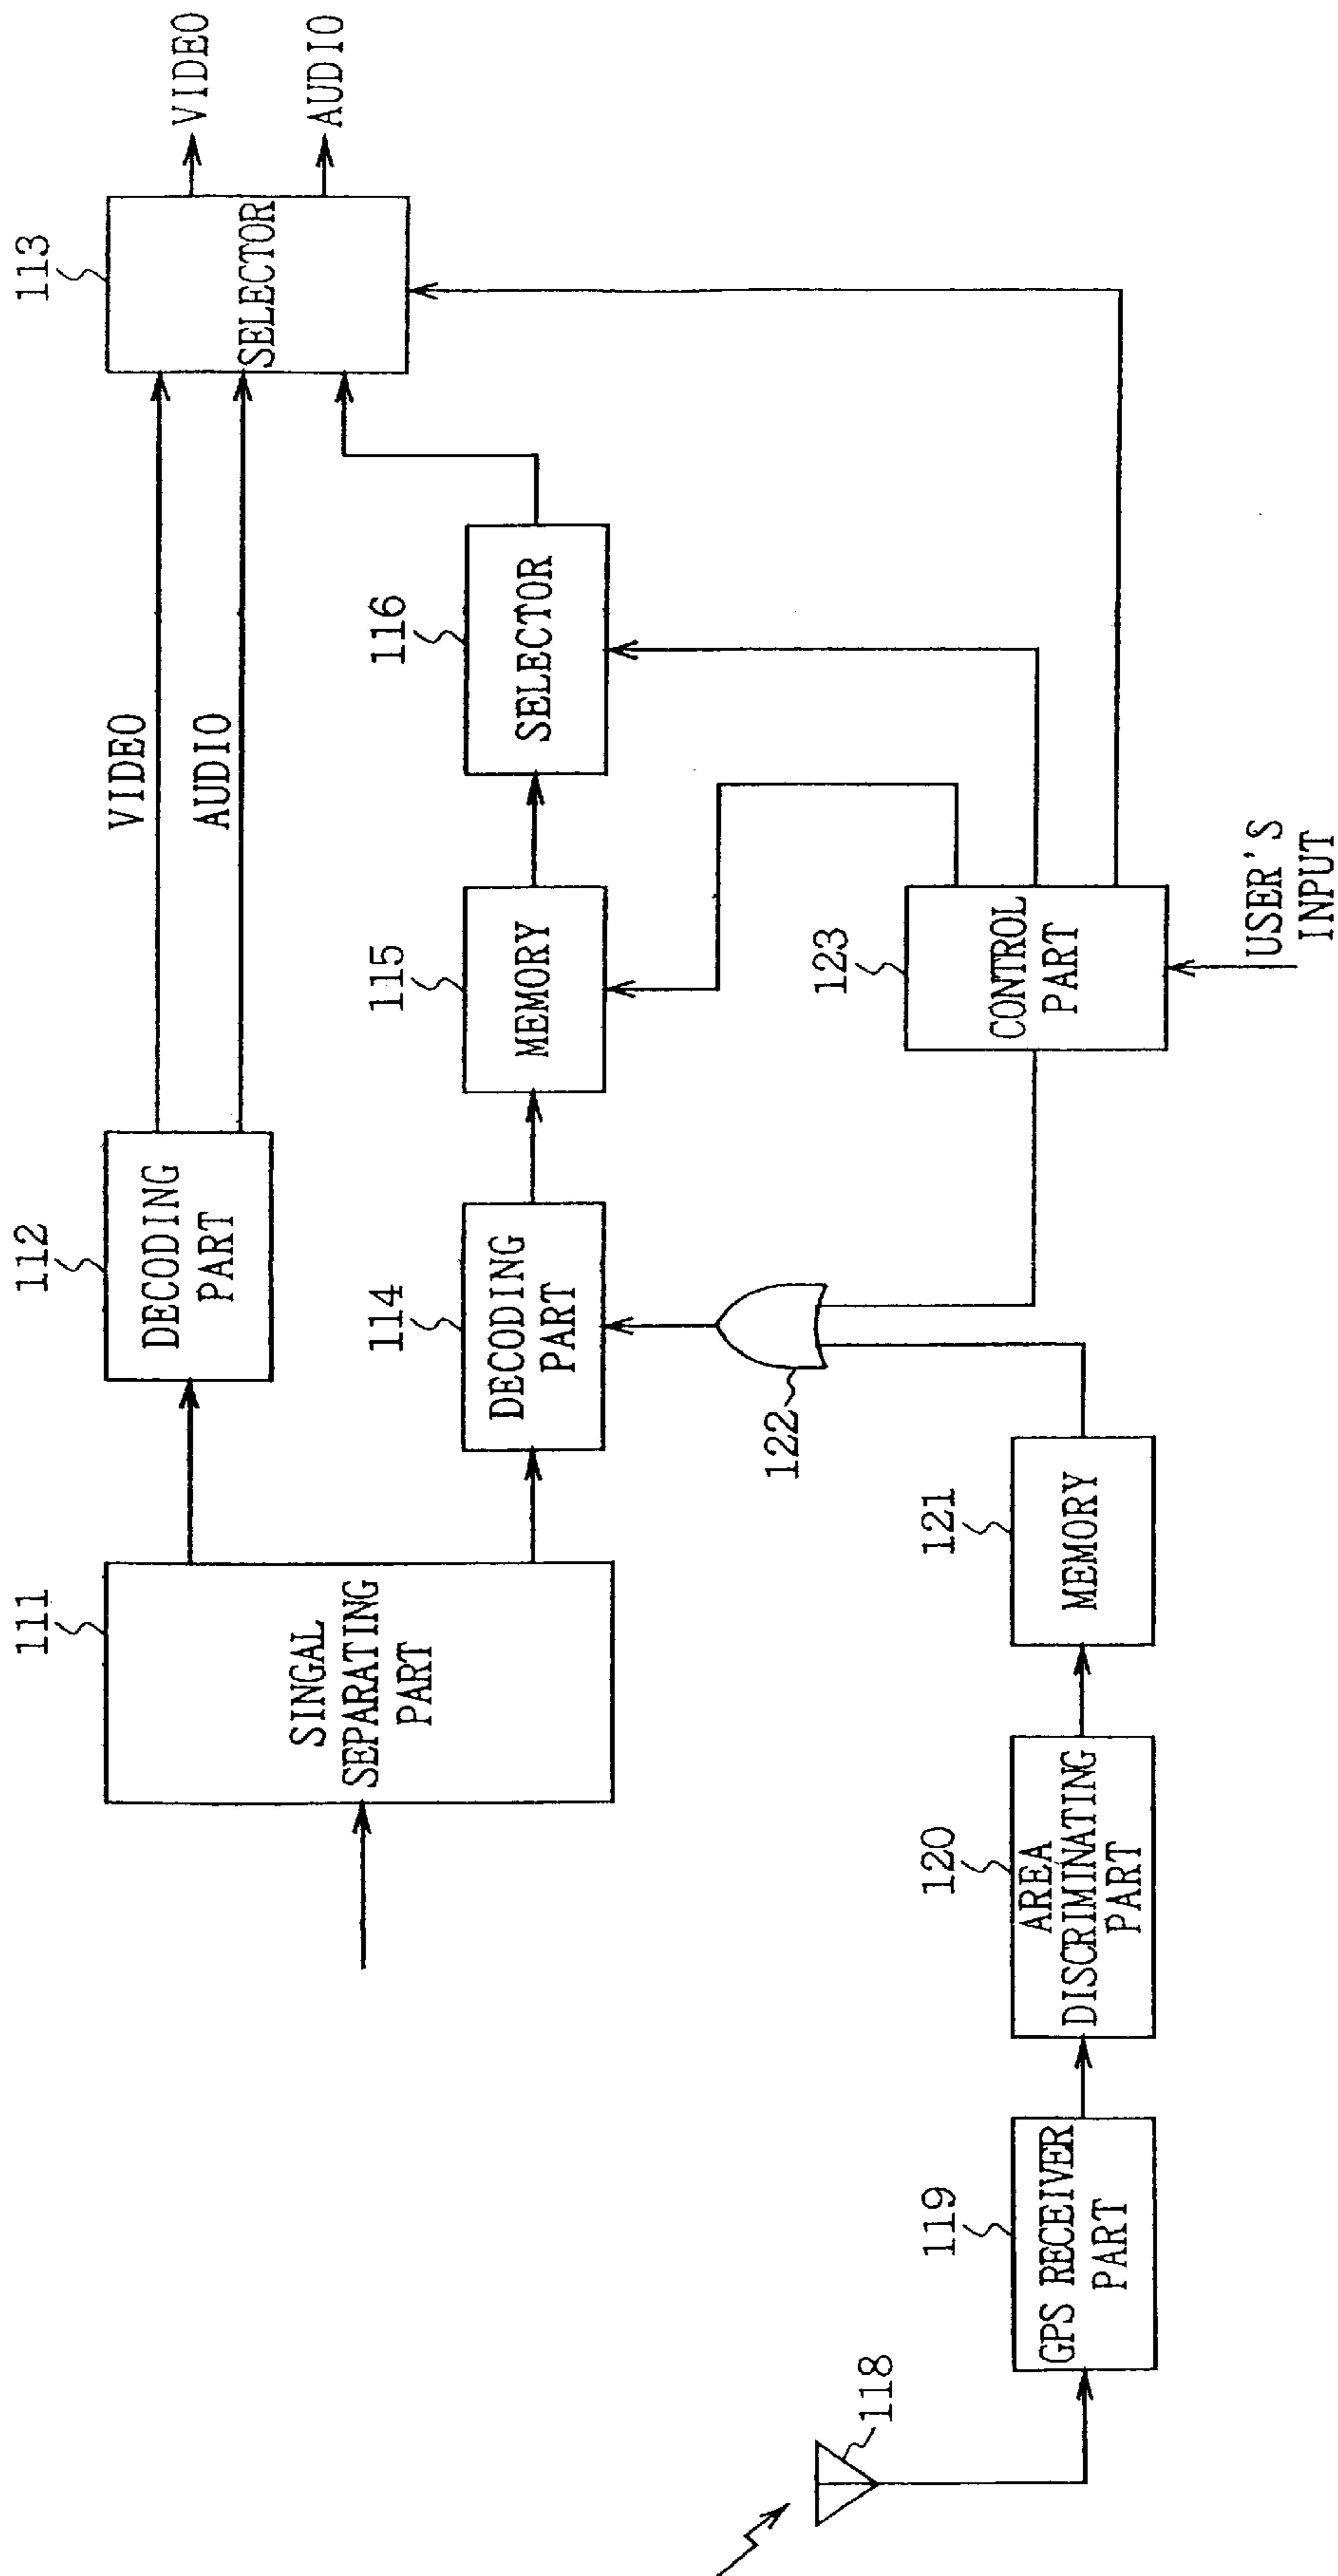 VIDEO
AUDIO
113
SELECTOR
VIDEO
AUDIO
116
SELECTOR
112
DECODING
PART
115
MEMORY
114
DECODING
PART
123
CONTROL
PART
USER'S
INPUT
122
111
SINGAL
SEPARATING
PART
121
MEMORY
120
AREA
DISCRIMINATING
PART
119
GPS RECEIVER
PART
118